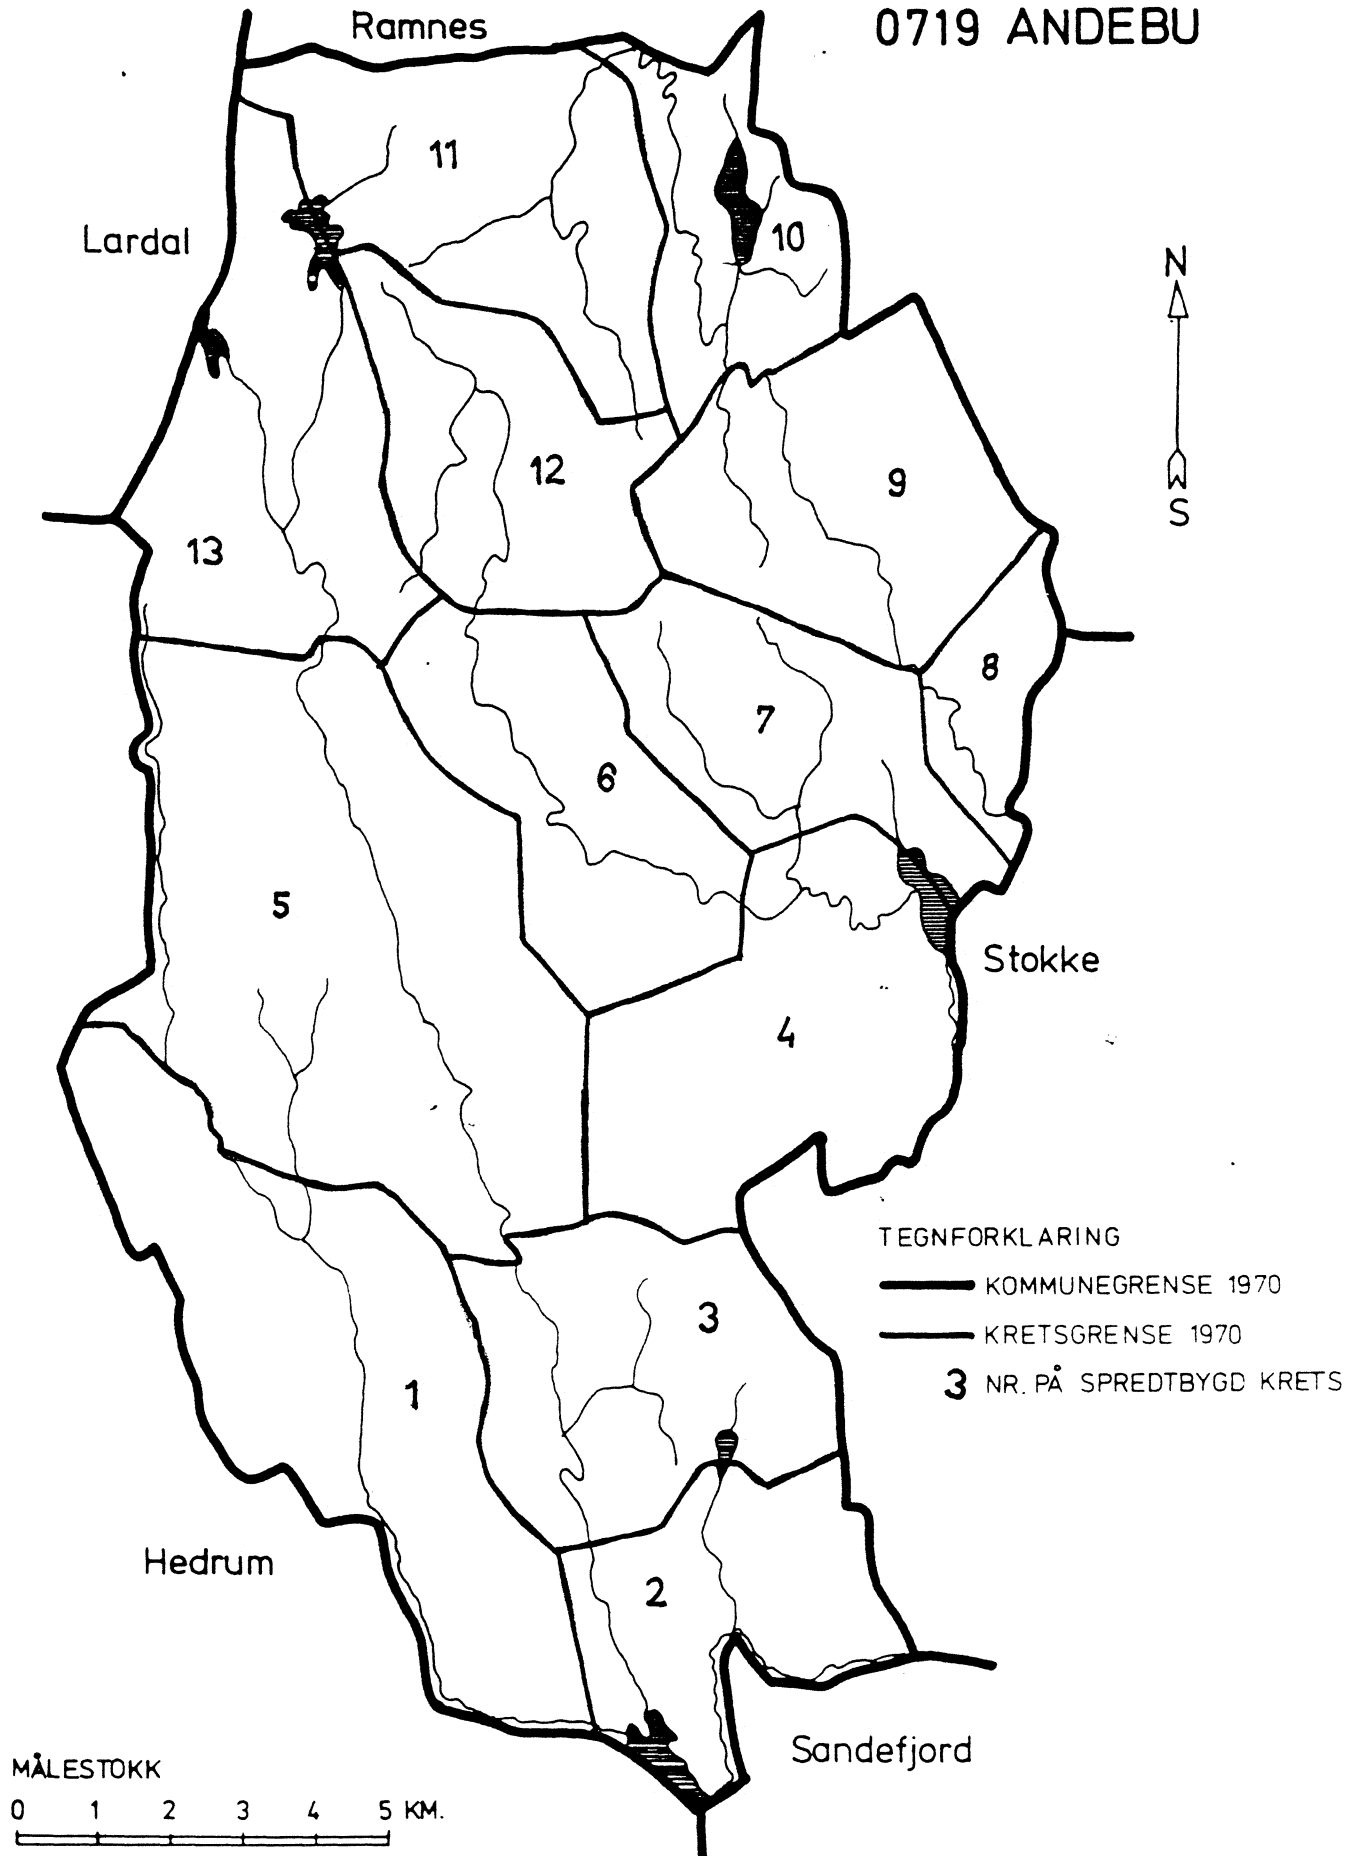 Ramnes
0719 ANDEBU
11
Lardal
10
N
12
9
S
13
8
7
6
5
Stokke
4
TEGNFORKLARING
KOMMUNEGRENSE 1970
3
KRETSGRENSE 1970
1
3 NR. PÅ SPREDTBYGD KRETS
Hedrum
2
Sandefjord
MÅLESTOKK
0 1 2 3 4 5 KM.